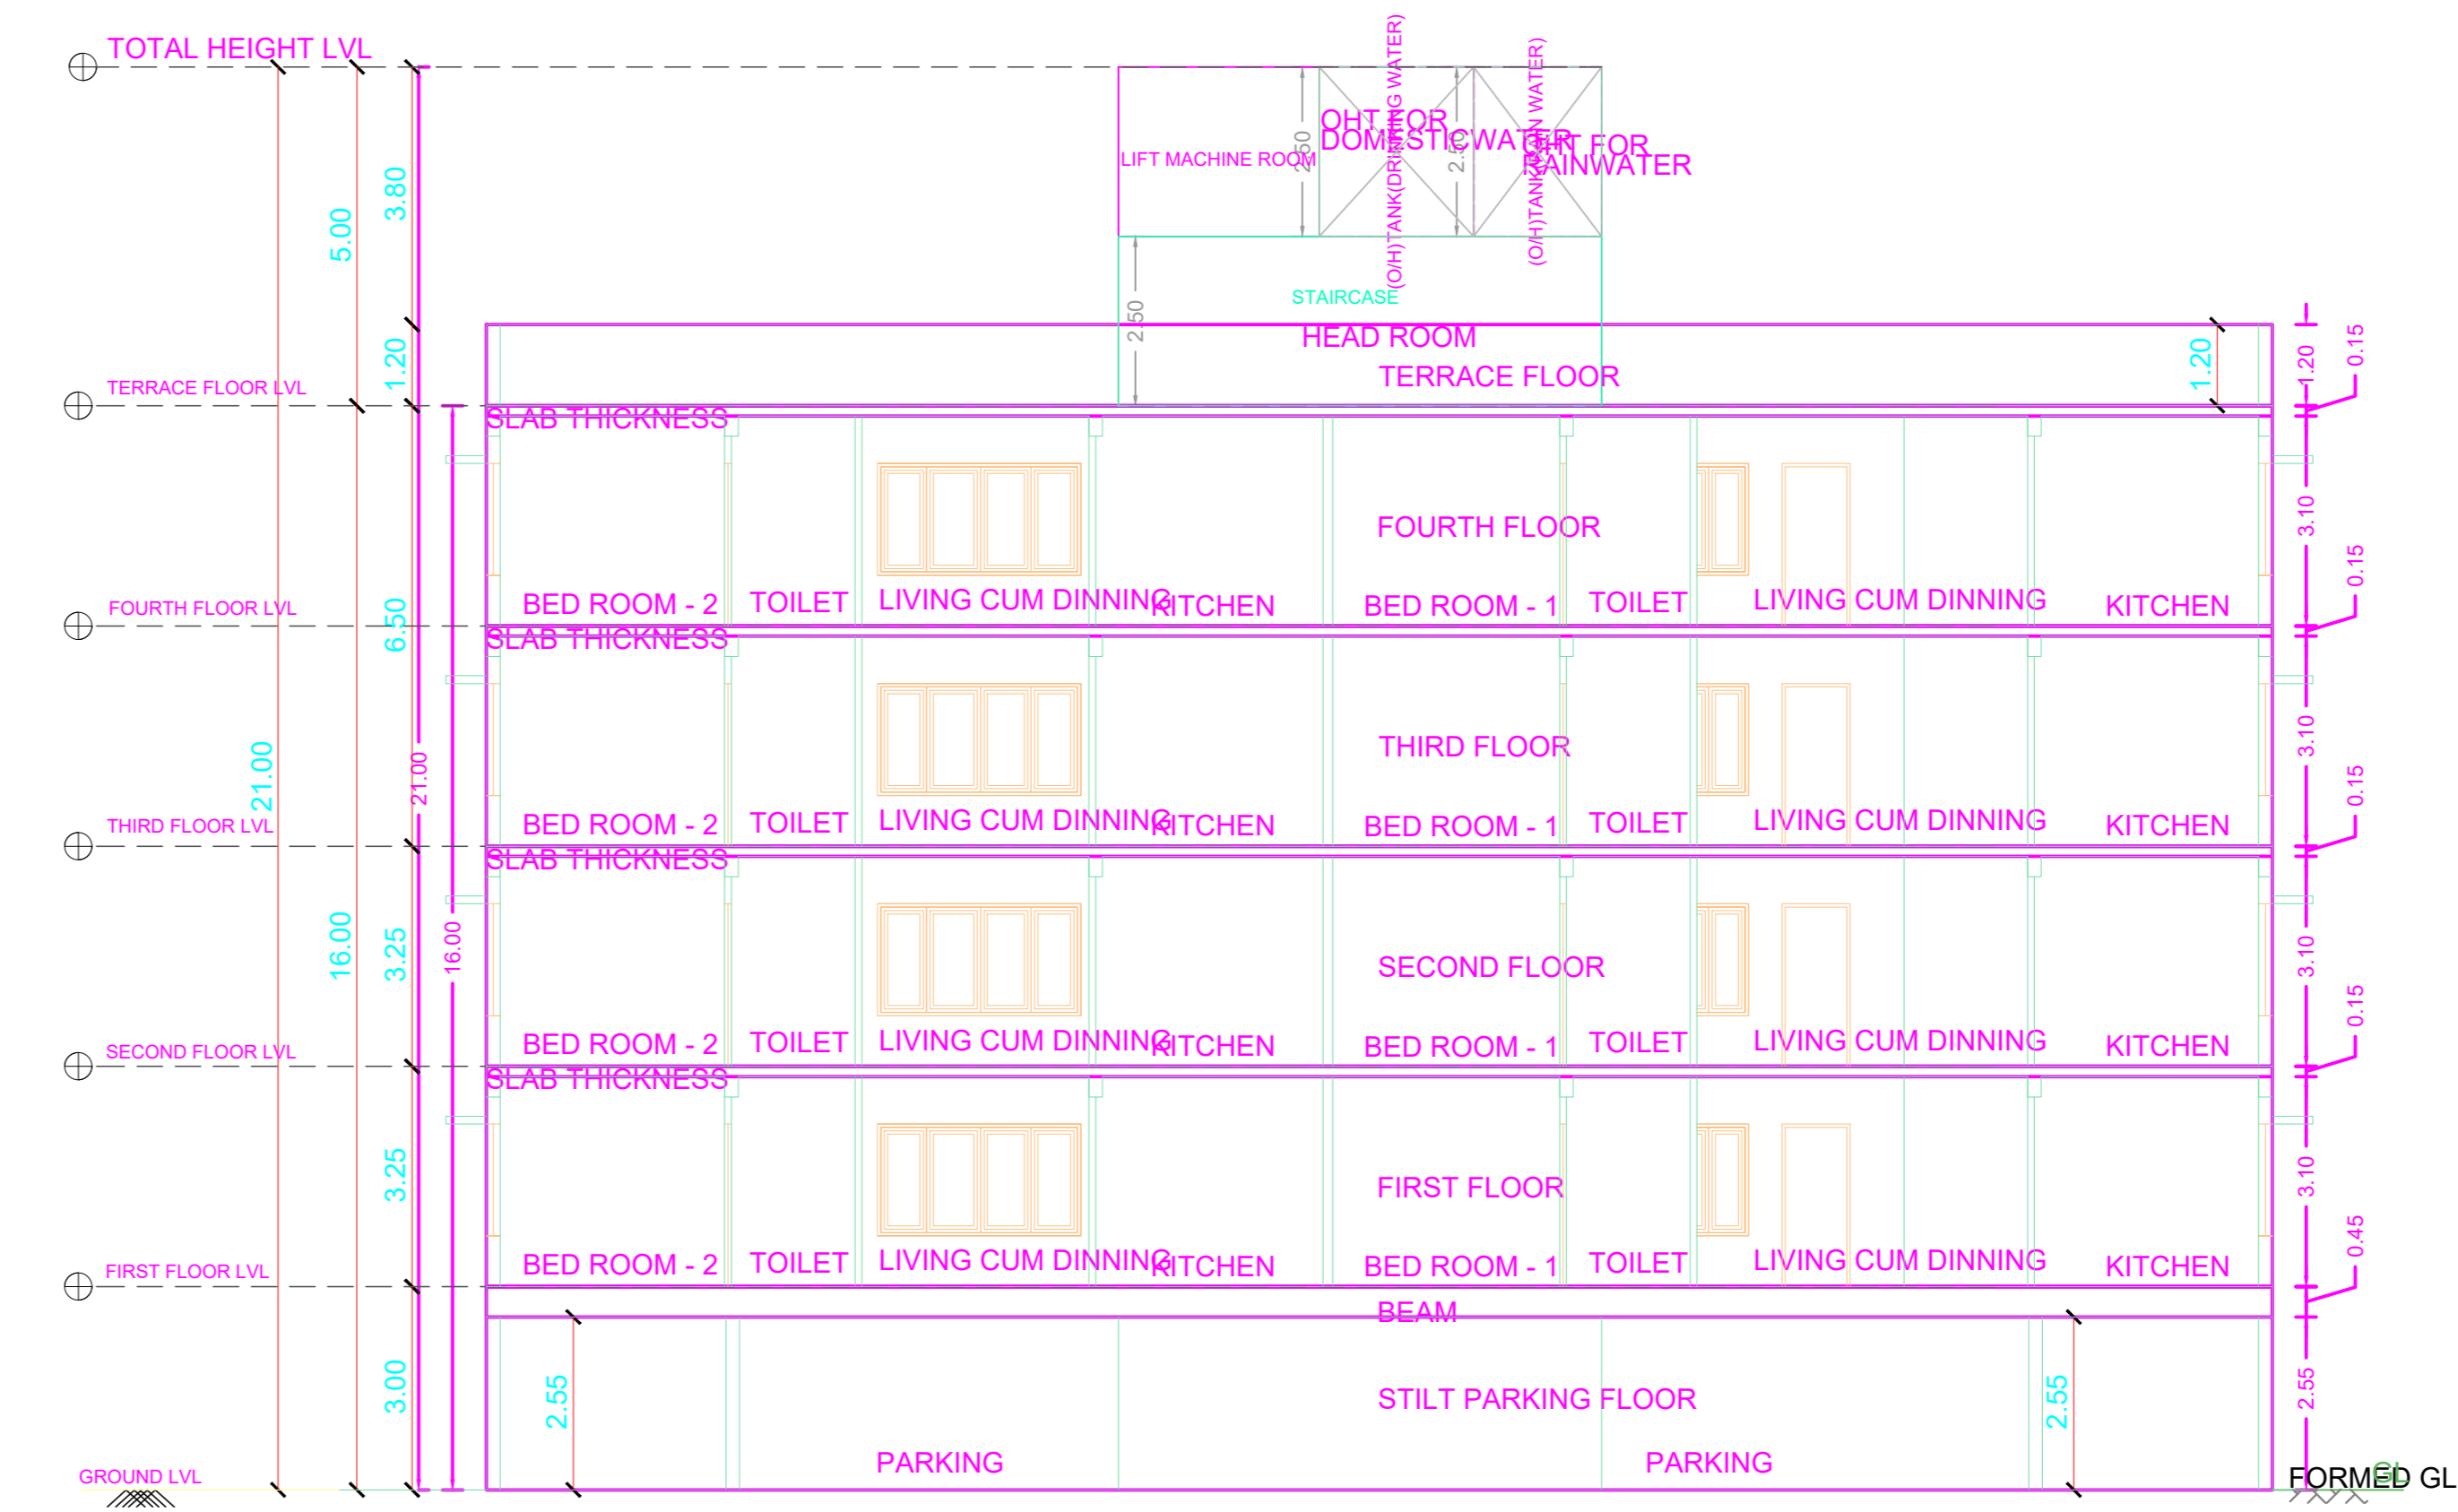 TOTAL HEIGHT LVL
(O/H)TANK(DRINKING WATER)
(O/H)TANK(RAIN WATER)
OHT FOR
DOMESTICWATER
OHT FOR
RAINWATER
LIFT MACHINE ROOM
2.50
2.50
3.80
5.00
STAIRCASE
2.50
HEAD ROOM
1.20
1.20
1.20
0.15
TERRACE FLOOR LVL
TERRACE FLOOR
SLAB THICKNESS
FOURTH FLOOR
3.10
0.15
FOURTH FLOOR LVL
6.50
BED ROOM - 2
TOILET
LIVING CUM DINNING
KITCHEN
BED ROOM - 1
TOILET
LIVING CUM DINNING
KITCHEN
SLAB THICKNESS
THIRD FLOOR
3.10
0.15
21.00
21.00
THIRD FLOOR LVL
BED ROOM - 2
TOILET
LIVING CUM DINNING
KITCHEN
BED ROOM - 1
TOILET
LIVING CUM DINNING
KITCHEN
SLAB THICKNESS
16.00
3.25
16.00
SECOND FLOOR
3.10
0.15
SECOND FLOOR LVL
BED ROOM - 2
TOILET
LIVING CUM DINNING
KITCHEN
BED ROOM - 1
TOILET
LIVING CUM DINNING
KITCHEN
SLAB THICKNESS
3.25
FIRST FLOOR
3.10
0.45
FIRST FLOOR LVL
BED ROOM - 2
TOILET
LIVING CUM DINNING
KITCHEN
BED ROOM - 1
TOILET
LIVING CUM DINNING
KITCHEN
BEAM
3.00
2.55
STILT PARKING FLOOR
2.55
2.55
PARKING
PARKING
GROUND LVL
GL
FORMED GL